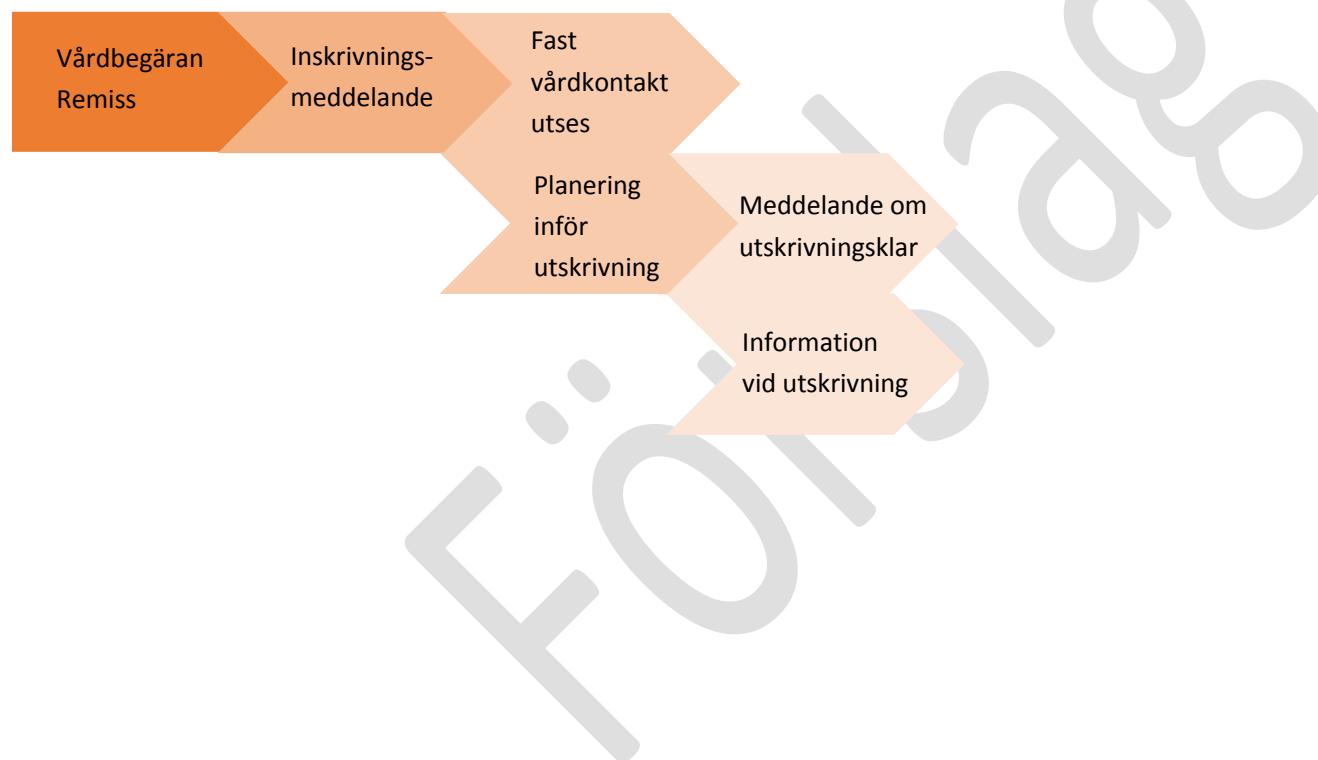 Vårdbegäran
Remiss
Inskrivnings-
meddelande
Fast
vårdkontakt
utses
Planering
inför
utskrivning
Meddelande om
utskrivningsklar
Information
vid utskrivning
Förslag